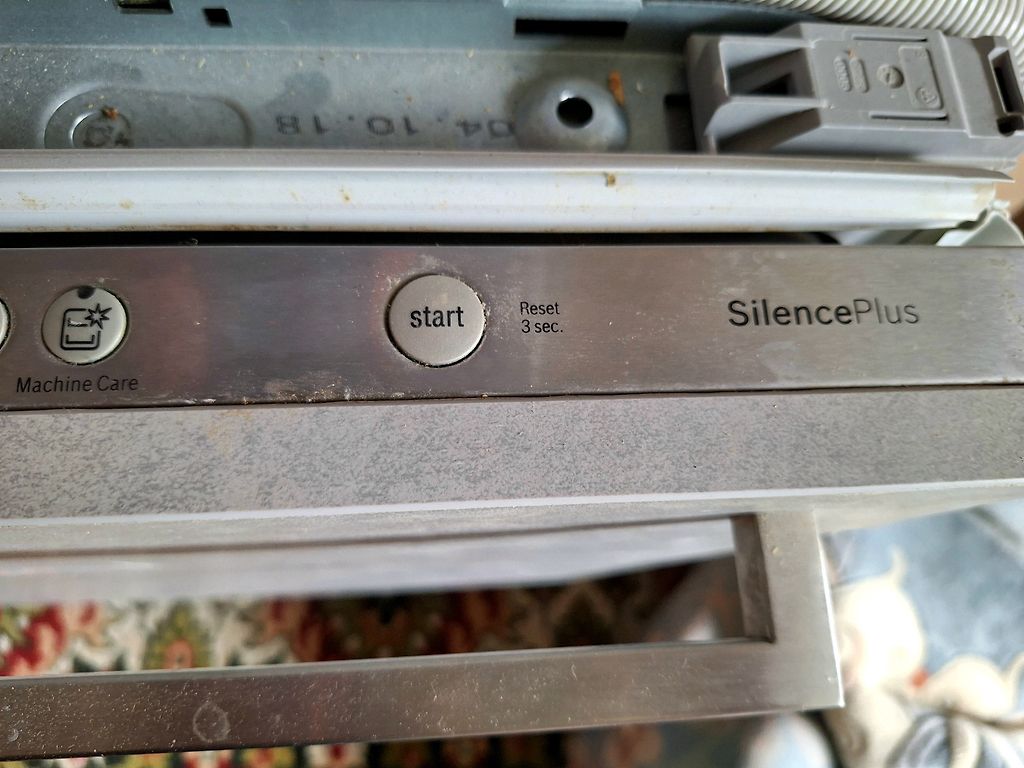 04.10.18
start
Reset
3 sec.
SilencePlus
Machine Care